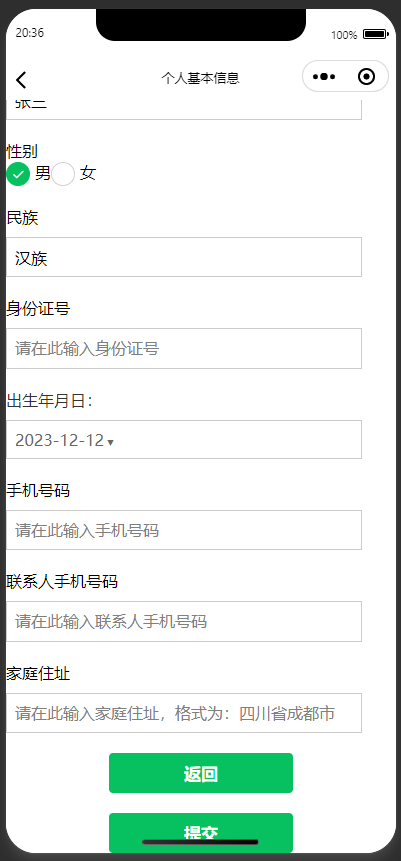 20:36
100%
个人基本信息
张三
性别
男 女
民族
汉族
身份证号
请在此输入身份证号
出生年月日：
2023-12-12 ▾
手机号码
请在此输入手机号码
联系人手机号码
请在此输入联系人手机号码
家庭住址
请在此输入家庭住址，格式为：四川省成都市
返回
提交